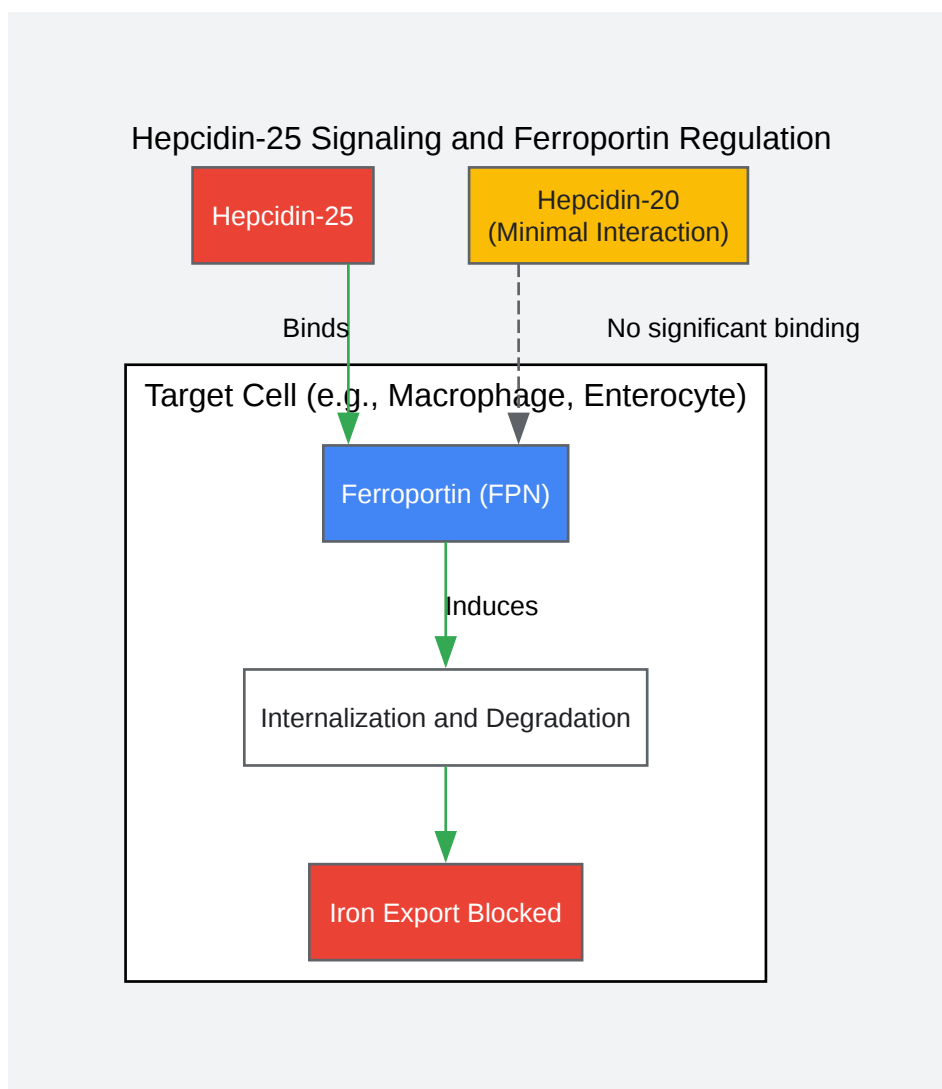 Hepcidin-25 Signaling and Ferroportin Regulation
Hepcidin-25
Hepcidin-20
(Minimal Interaction)
Binds
No significant binding
Target Cell (e.g., Macrophage, Enterocyte)
Ferroportin (FPN)
Induces
Internalization and Degradation
Iron Export Blocked